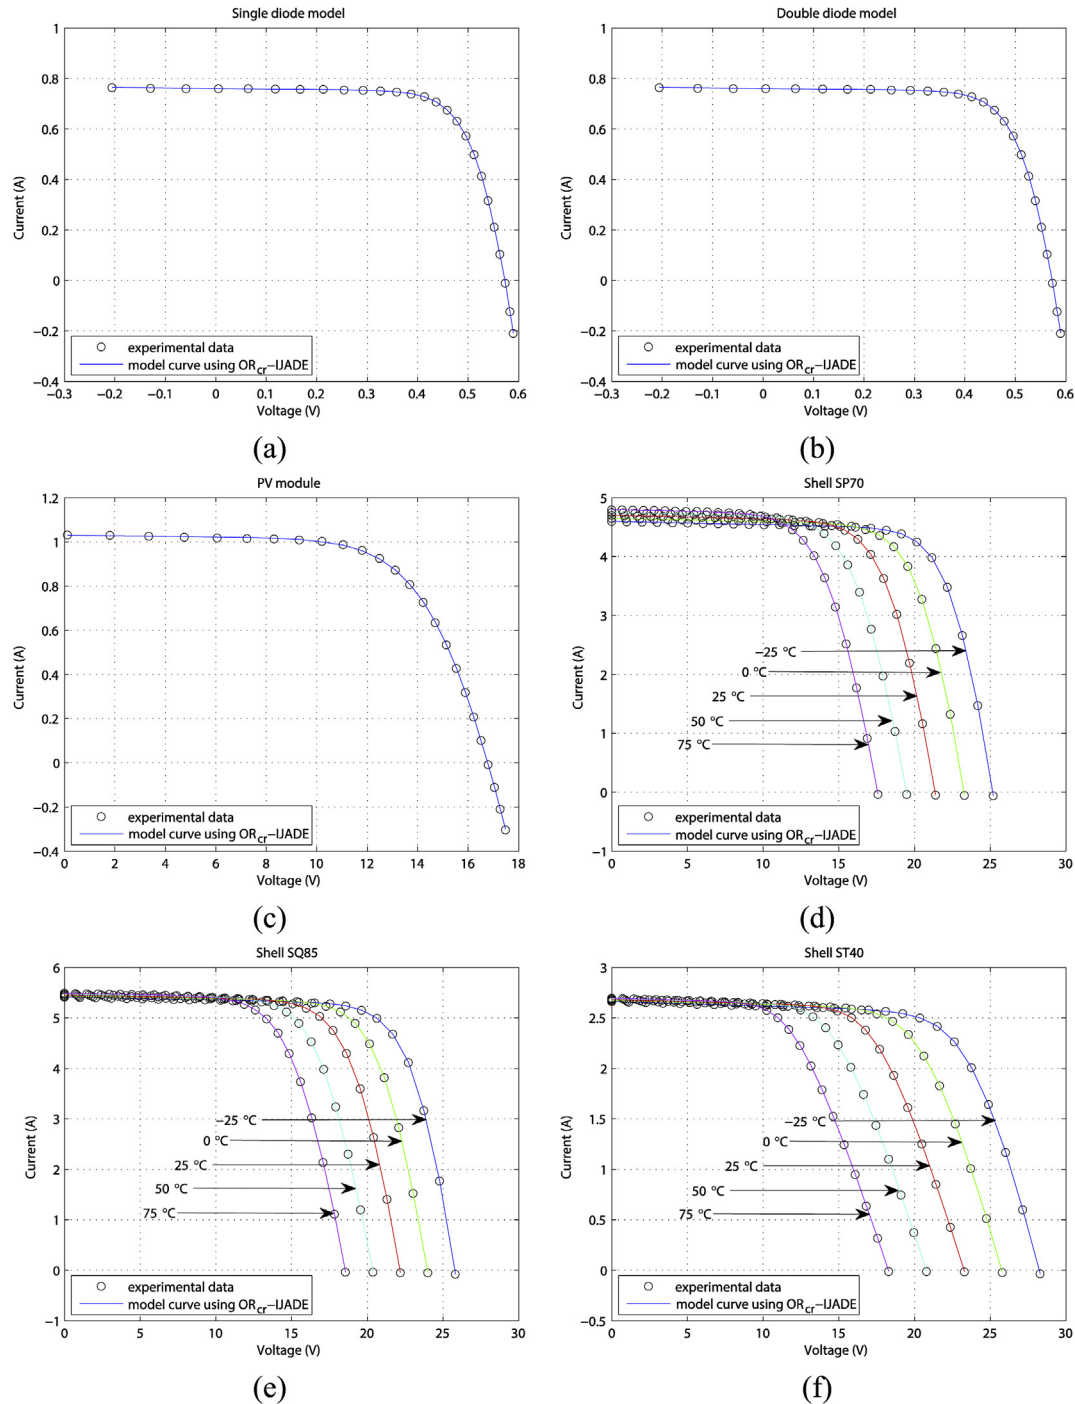 Single diode model
1
0.8
0.6
0.4
0.2
0
−0.2
−0.4
Current (A)
experimental data
model curve using ORcr−IJADE
−0.3 −0.2 −0.1 0 0.1 0.2 0.3 0.4 0.5 0.6
Voltage (V)
(a)
Double diode model
1
0.8
0.6
0.4
0.2
0
−0.2
−0.4
Current (A)
experimental data
model curve using ORcr−IJADE
−0.3 −0.2 −0.1 0 0.1 0.2 0.3 0.4 0.5 0.6
Voltage (V)
(b)
PV module
1.2
1.0
0.8
0.6
0.4
0.2
0
−0.2
−0.4
Current (A)
experimental data
model curve using ORcr−IJADE
0 2 4 6 8 10 12 14 16 18
Voltage (V)
(c)
Shell SP70
5
4
3
2
1
0
−1
Current (A)
−25 °C
0 °C
25 °C
50 °C
75 °C
experimental data
model curve using ORcr−IJADE
0 5 10 15 20 25 30
Voltage (V)
(d)
Shell SQ85
6
5
4
3
2
1
0
−1
Current (A)
−25 °C
0 °C
25 °C
50 °C
75 °C
experimental data
model curve using ORcr−IJADE
0 5 10 15 20 25 30
Voltage (V)
(e)
Shell ST40
3
2.5
2
1.5
1
0.5
0
−0.5
Current (A)
−25 °C
0 °C
25 °C
50 °C
75 °C
experimental data
model curve using ORcr−IJADE
0 5 10 15 20 25 30
Voltage (V)
(f)